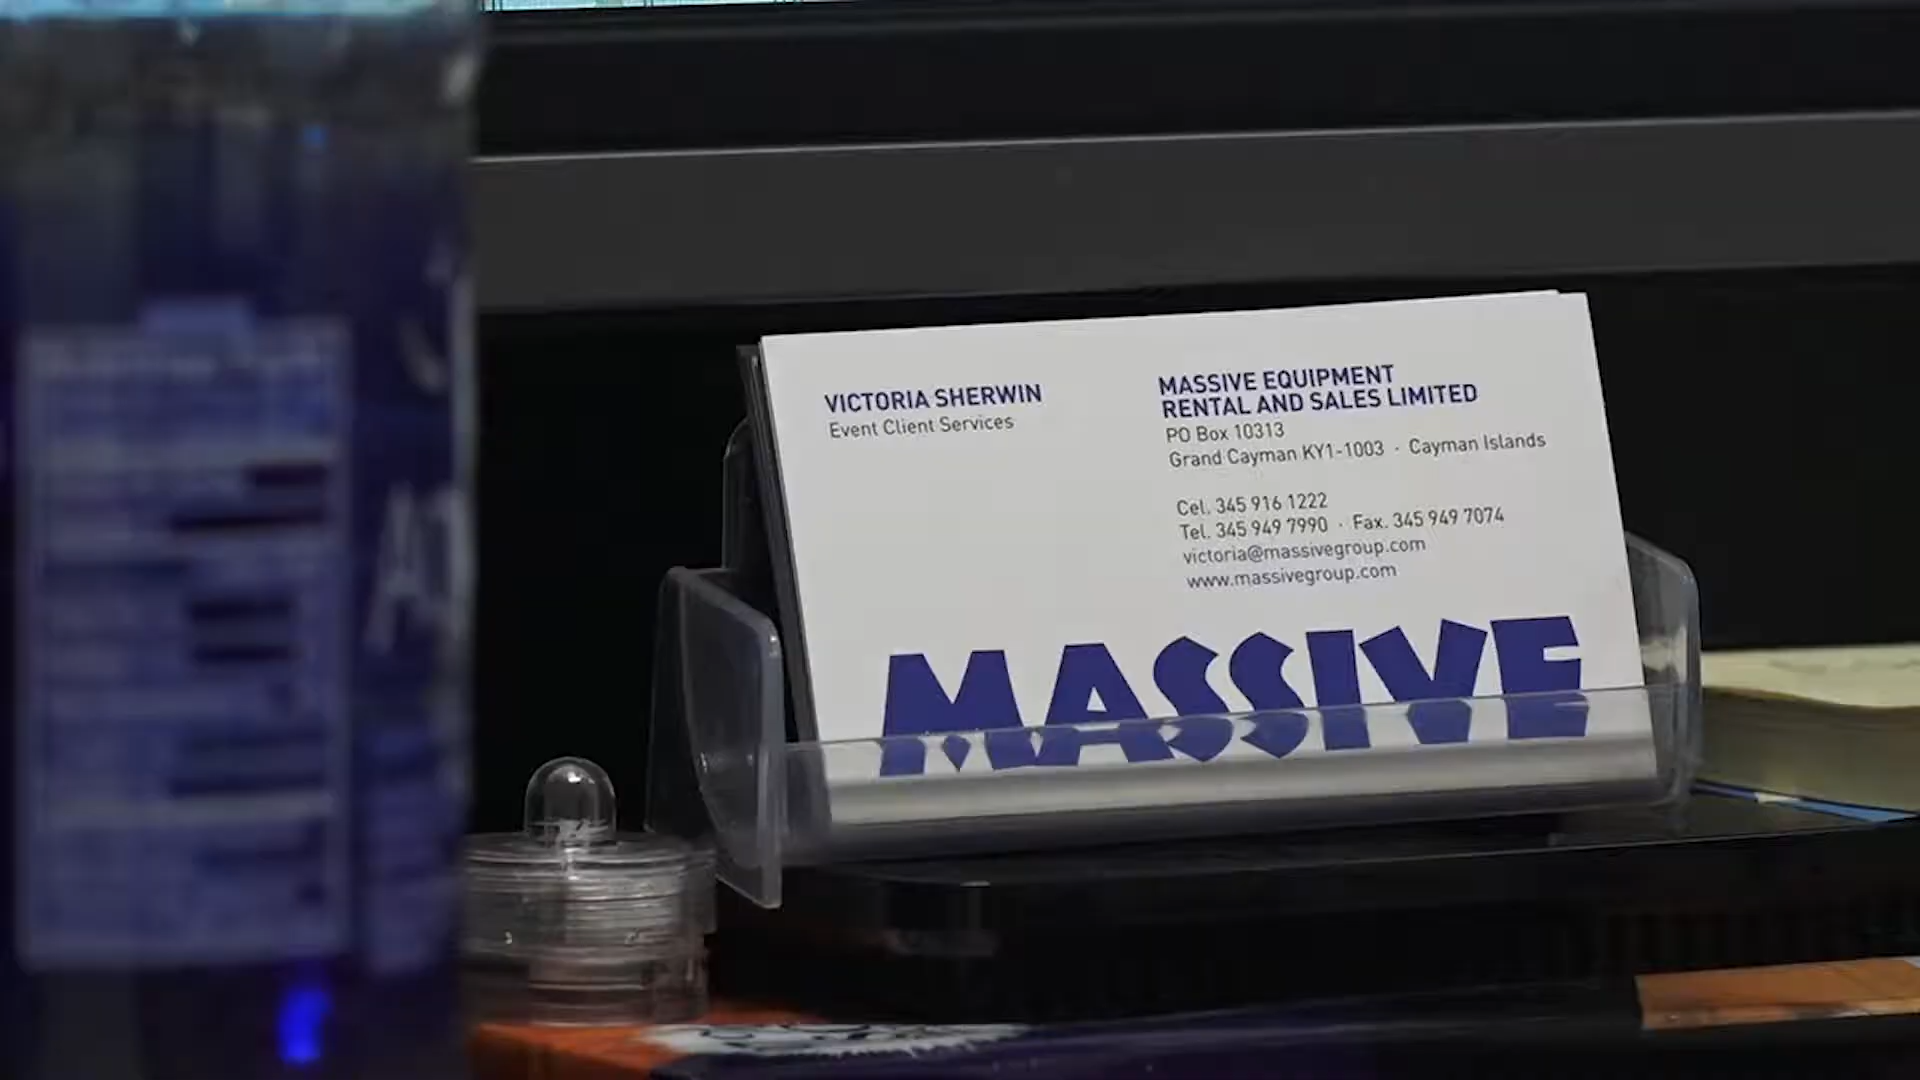 VICTORIA SHERWIN
Event Client Services
MASSIVE EQUIPMENT
RENTAL AND SALES LIMITED
PO Box 10313
Grand Cayman KY1-1003 · Cayman Islands
Cel. 345 916 1222
Tel. 345 949 7990 · Fax. 345 949 7074
victoria@massivegroup.com
www.massivegroup.com
MASSIVE